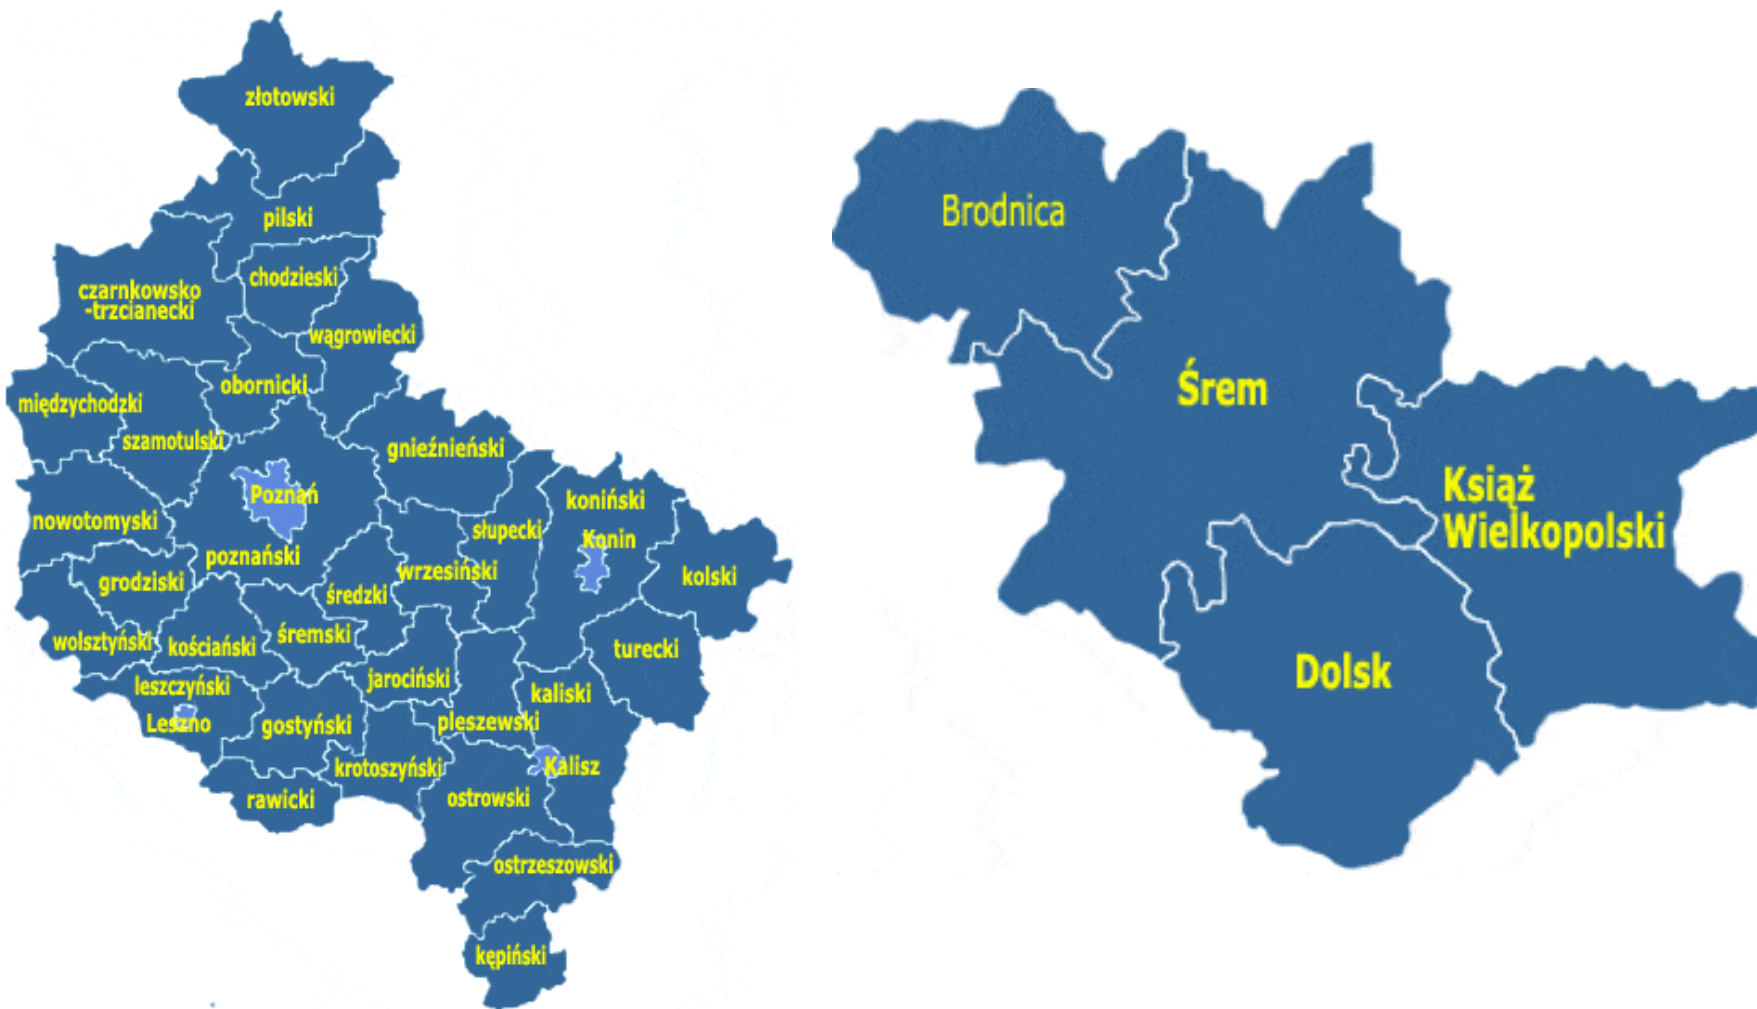 złotowski
pilski
chodzieski
czarnkowsko
-trzcianecki
wągrowiecki
obornicki
międzychodzki
szamotulski
gnieźnieński
Poznań
koniński
nowotomyski
słupecki
Konin
poznański
wrzesiński
kolski
grodziski
średzki
śremski
wolsztyński
kościański
turecki
jarociński
leszczyński
kaliski
Leszno
gostyński
pleszewski
krotoszyński
Kalisz
rawicki
ostrowski
ostrzeszowski
kępiński
Brodnica
Śrem
Książ
Wielkopolski
Dolsk